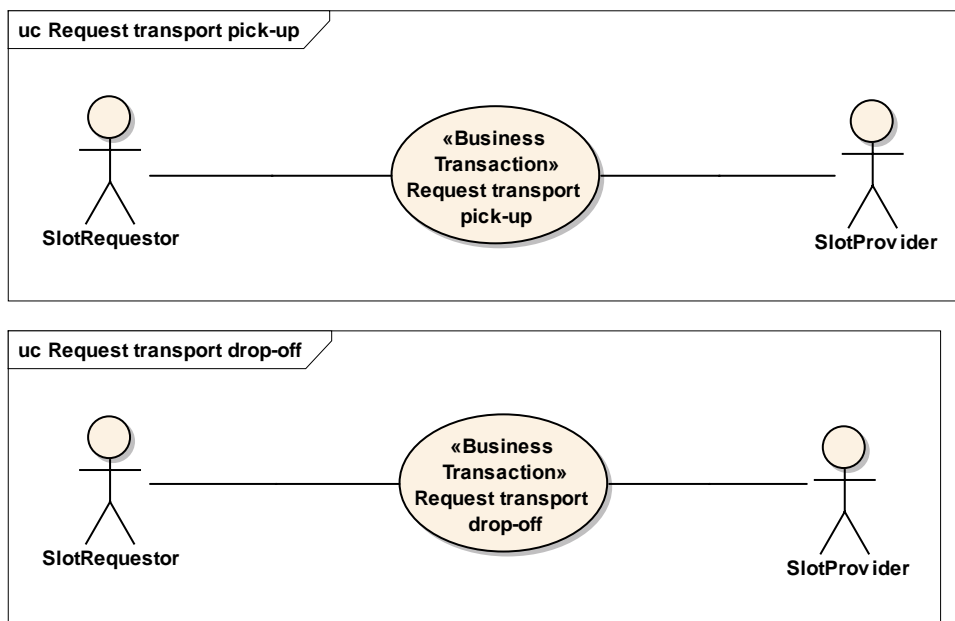 uc Request transport pick-up
«Business
Transaction»
Request transport
pick-up
SlotRequestor
SlotProvider
uc Request transport drop-off
«Business
Transaction»
Request transport
drop-off
SlotRequestor
SlotProvider